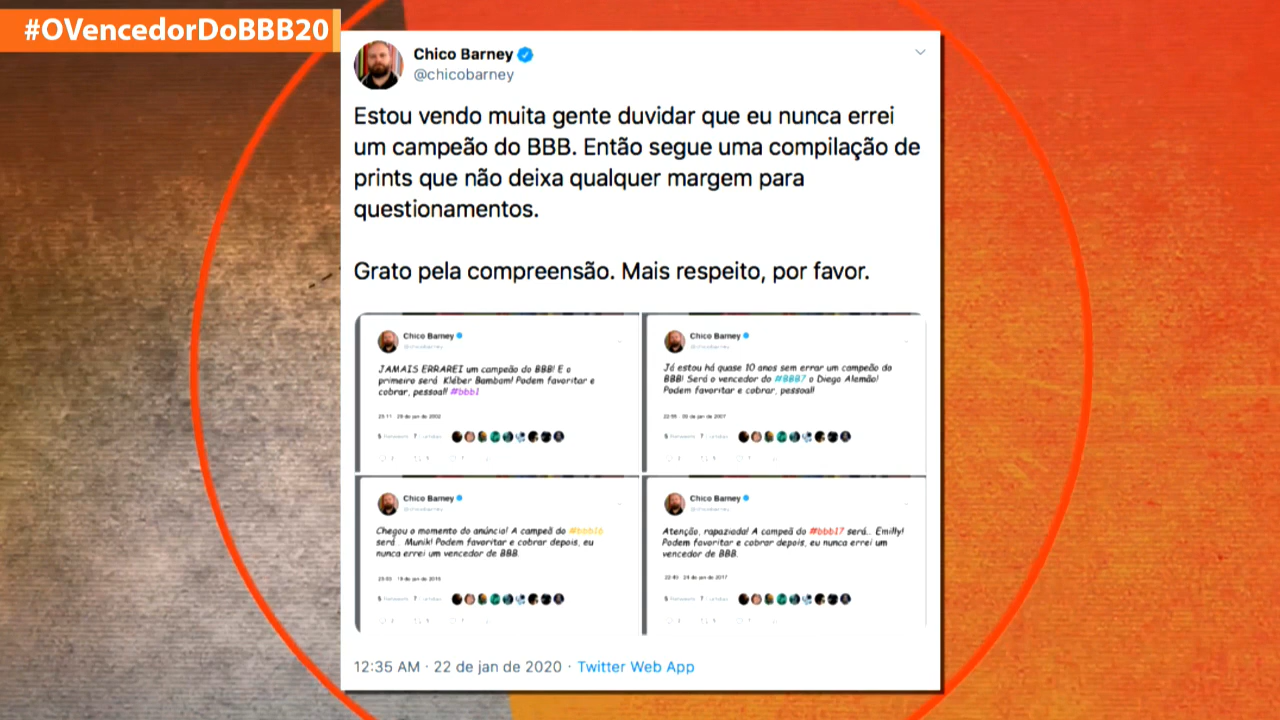 #OVencedorDoBBB20
Chico Barney
@chicobarney
Estou vendo muita gente duvidar que eu nunca errei
um campeão do BBB. Então segue uma compilação de
prints que não deixa qualquer margem para
questionamentos.
Grato pela compreensão. Mais respeito, por favor.
Chico Barney
@chicobarney
JAMAIS ERRAREI um campeão do BBB! E o
primeiro será Kléber Bambam! Podem favoritar e
cobrar, pessoal! #bbb1
Chico Barney
@chicobarney
Já estou há quase 10 anos sem errar um campeão do
BBB! Será o vencedor do #BBB7 o Diego Alemão!
Podem favoritar e cobrar, pessoal!
Chico Barney
@chicobarney
Chegou o momento do anúncio! A campeã do #bbb16
será... Munik! Podem favoritar e cobrar depois, eu
nunca errei um vencedor de BBB.
Chico Barney
@chicobarney
Atenção, rapaziada! A campeã do #bbb17 será... Emilly!
Podem favoritar e cobrar depois, eu nunca errei um
vencedor de BBB.
12:35 AM · 22 de jan de 2020 · Twitter Web App